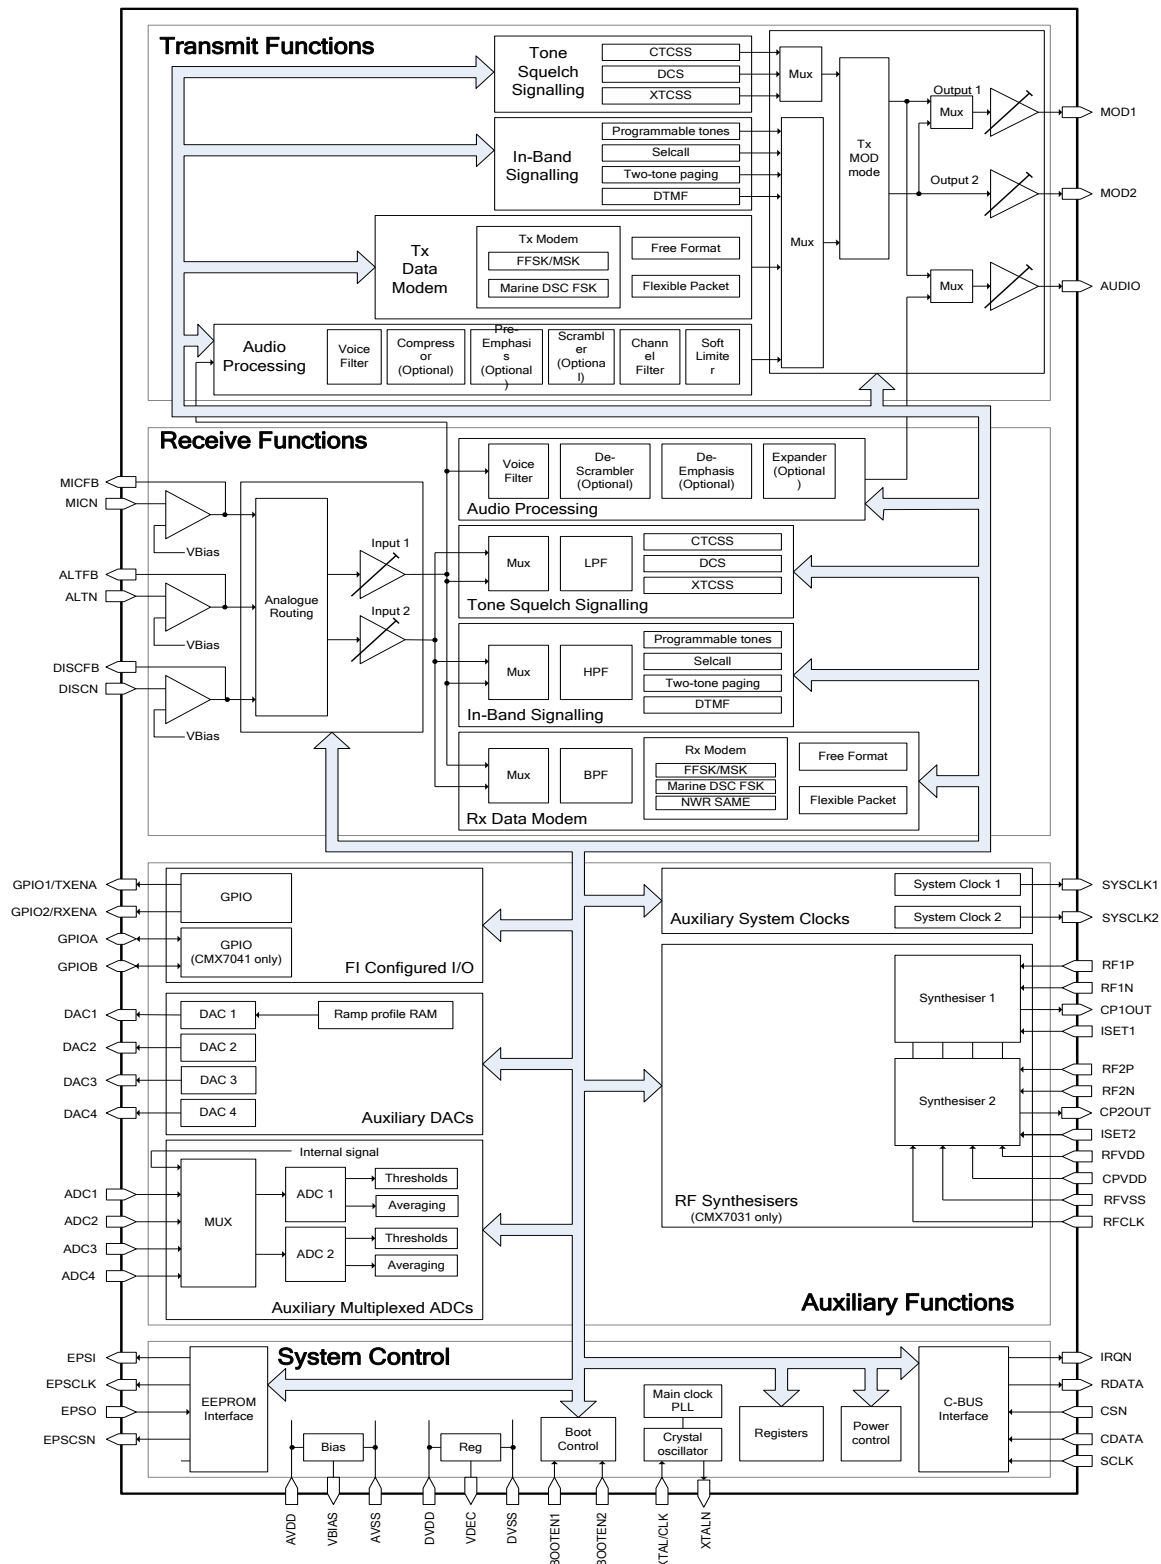 Transmit Functions
Tone
Squelch
Signalling
CTCSS
DCS
XTCSS
Mux
In-Band
Signalling
Programmable tones
Selcall
Two-tone paging
DTMF
Mux
Tx
MOD
mode
Output 1
Mux
MOD1
Output 2
MOD2
Mux
AUDIO
Tx
Data
Modem
Tx Modem
FFSK/MSK
Marine DSC FSK
Free Format
Flexible Packet
Audio
Processing
Voice
Filter
Compress
or
(Optional)
Pre-
Emphasi
s
(Optional
)
Scrambl
er
(Optiona
l)
Chann
el
Filter
Soft
Limite
r
Receive Functions
MICFB
MICN
VBias
ALTFB
ALTN
VBias
DISCFB
DISCN
VBias
Analogue
Routing
Input 1
Input 2
Voice
Filter
De-
Scrambler
(Optional)
De-
Emphasis
(Optional)
Expander
(Optional
)
Audio Processing
Mux
LPF
CTCSS
DCS
XTCSS
Tone Squelch Signalling
Mux
HPF
Programmable tones
Selcall
Two-tone paging
DTMF
In-Band Signalling
Mux
BPF
Rx Modem
FFSK/MSK
Marine DSC FSK
NWR SAME
Free Format
Flexible Packet
Rx Data Modem
GPIO1/TXENA
GPIO2/RXENA
GPIOA
GPIOB
GPIO
GPIO
(CMX7041 only)
FI Configured I/O
System Clock 1
System Clock 2
Auxiliary System Clocks
SYSCLK1
SYSCLK2
DAC1
DAC2
DAC3
DAC4
DAC 1
DAC 2
DAC 3
DAC 4
Ramp profile RAM
Auxiliary DACs
Synthesiser 1
Synthesiser 2
RF1P
RF1N
CP1OUT
ISET1
RF2P
RF2N
CP2OUT
ISET2
RFVDD
CPVDD
RFVSS
RFCLK
RF Synthesisers
(CMX7031 only)
Internal signal
ADC1
ADC2
ADC3
ADC4
MUX
ADC 1
ADC 2
Thresholds
Averaging
Thresholds
Averaging
Auxiliary Multiplexed ADCs
Auxiliary Functions
System Control
EPSI
EPSCLK
EPSO
EPSCSN
EEPROM
Interface
Bias
Reg
Boot
Control
Main clock
PLL
Crystal
oscillator
Registers
Power
control
C-BUS
Interface
IRQN
RDATA
CSN
CDATA
SCLK
AVDD
VBIAS
AVSS
DVDD
VDEC
DVSS
BOOTEN1
BOOTEN2
XTAL/CLK
XTALN